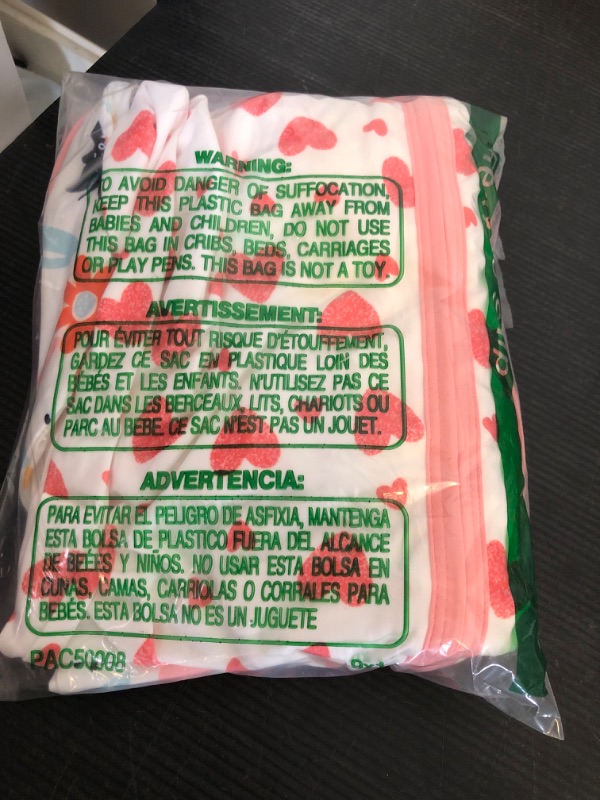 WARNING:
TO AVOID DANGER OF SUFFOCATION,
KEEP THIS PLASTIC BAG AWAY FROM
BABIES AND CHILDREN, DO NOT USE
THIS BAG IN CRIBS, BEDS, CARRIAGES
OR PLAY PENS. THIS BAG IS NOT A TOY.
AVERTISSEMENT:
POUR ÉVITER TOUT RISQUE D'ÉTOUFFEMENT,
GARDEZ CE SAC EN PLASTIQUE LOIN DES
BÉBÉS ET LES ENFANTS, N'UTILISEZ PAS CE
SAC DANS LES BERCEAUX, LITS, CHARIOTS OU
PARC AU BEBE. CE SAC N'EST PAS UN JOUET.
ADVERTENCIA:
PARA EVITAR EL PELIGRO DE ASFIXIA, MANTENGA
ESTA BOLSA DE PLASTICO FUERA DEL ALCANCE
DE BEÉES Y NIÑOS. NO USAR ESTA BOLSA EN
CUNAS, CAMAS, CARRIOLAS O CORRALES PARA
BEBÉS. ESTA BOLSA NO ES UN JUGUETE
PAC50008